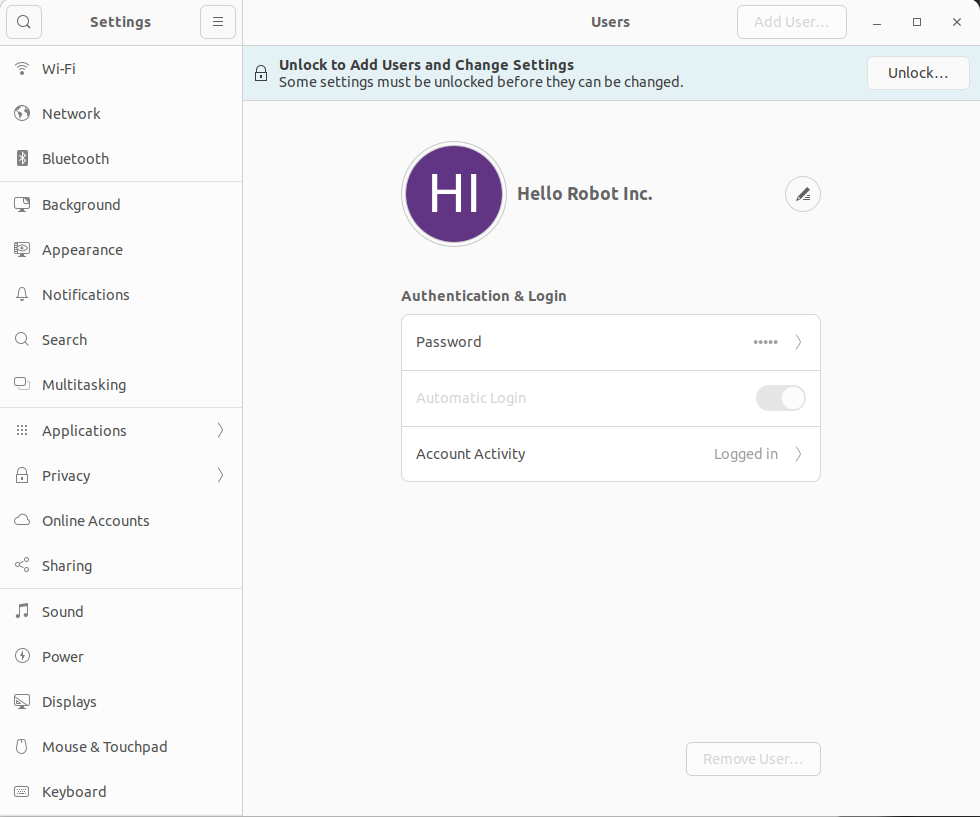 Settings
Users
Add User...
Unlock to Add Users and Change Settings
Some settings must be unlocked before they can be changed.
Unlock...
Wi-Fi
Network
Bluetooth
Background
Appearance
Notifications
Search
Multitasking
Applications
Privacy
Online Accounts
Sharing
Sound
Power
Displays
Mouse & Touchpad
Keyboard
HI
Hello Robot Inc.
Authentication & Login
Password •••••
Automatic Login
Account Activity Logged in
Remove User...